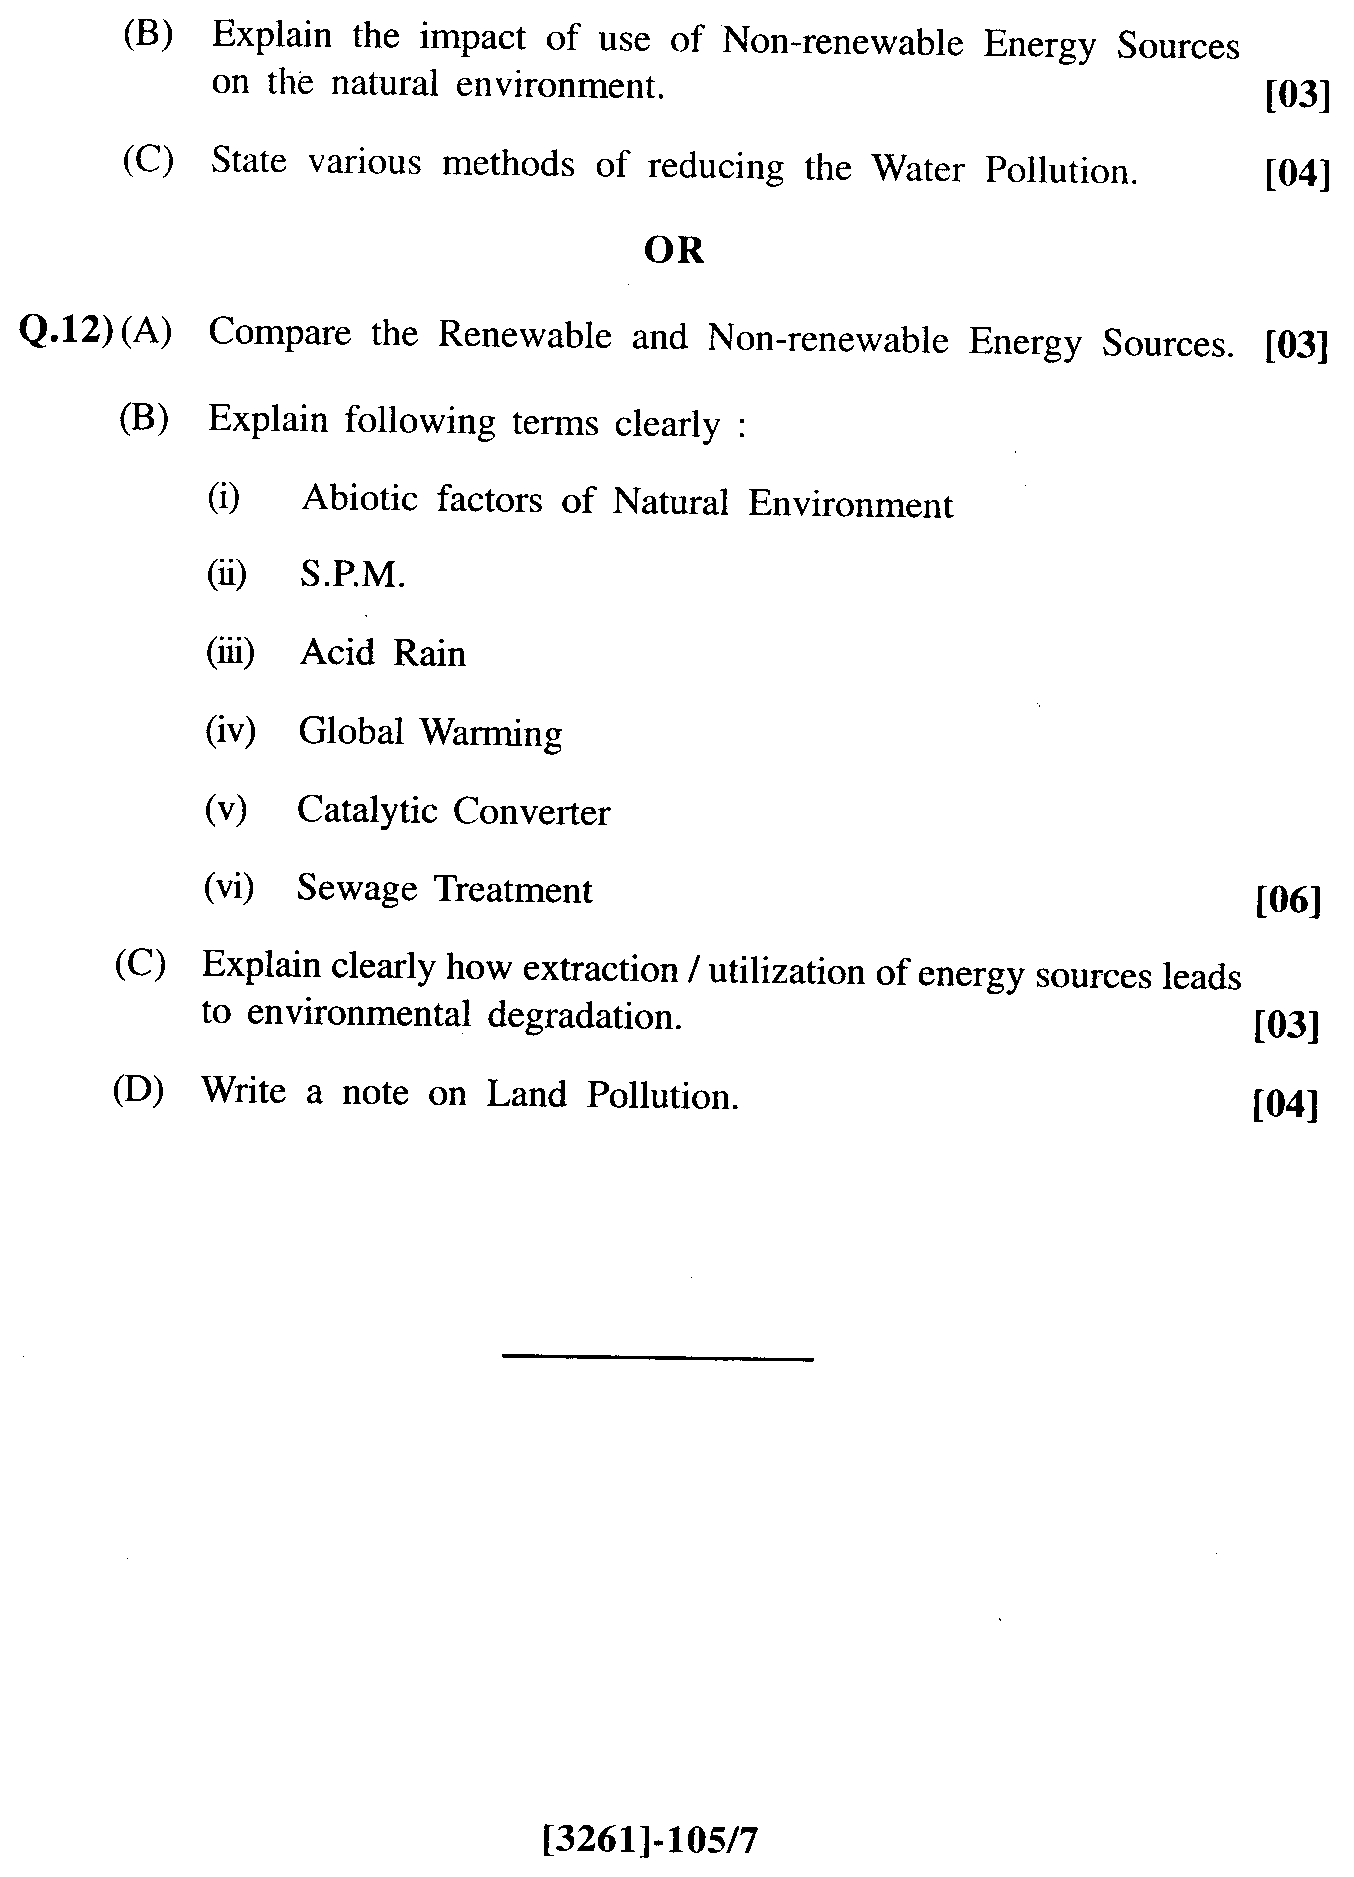 (B) Explain the impact of use of Non-renewable Energy Sources
on the natural environment. [03]
(C) State various methods of reducing the Water Pollution. [04]
OR
Q.12) (A) Compare the Renewable and Non-renewable Energy Sources. [03]
(B) Explain following terms clearly :
(i) Abiotic factors of Natural Environment
(ii) S.P.M.
(iii) Acid Rain
(iv) Global Warming
(v) Catalytic Converter
(vi) Sewage Treatment [06]
(C) Explain clearly how extraction / utilization of energy sources leads
to environmental degradation. [03]
(D) Write a note on Land Pollution. [04]
[3261]-105/7